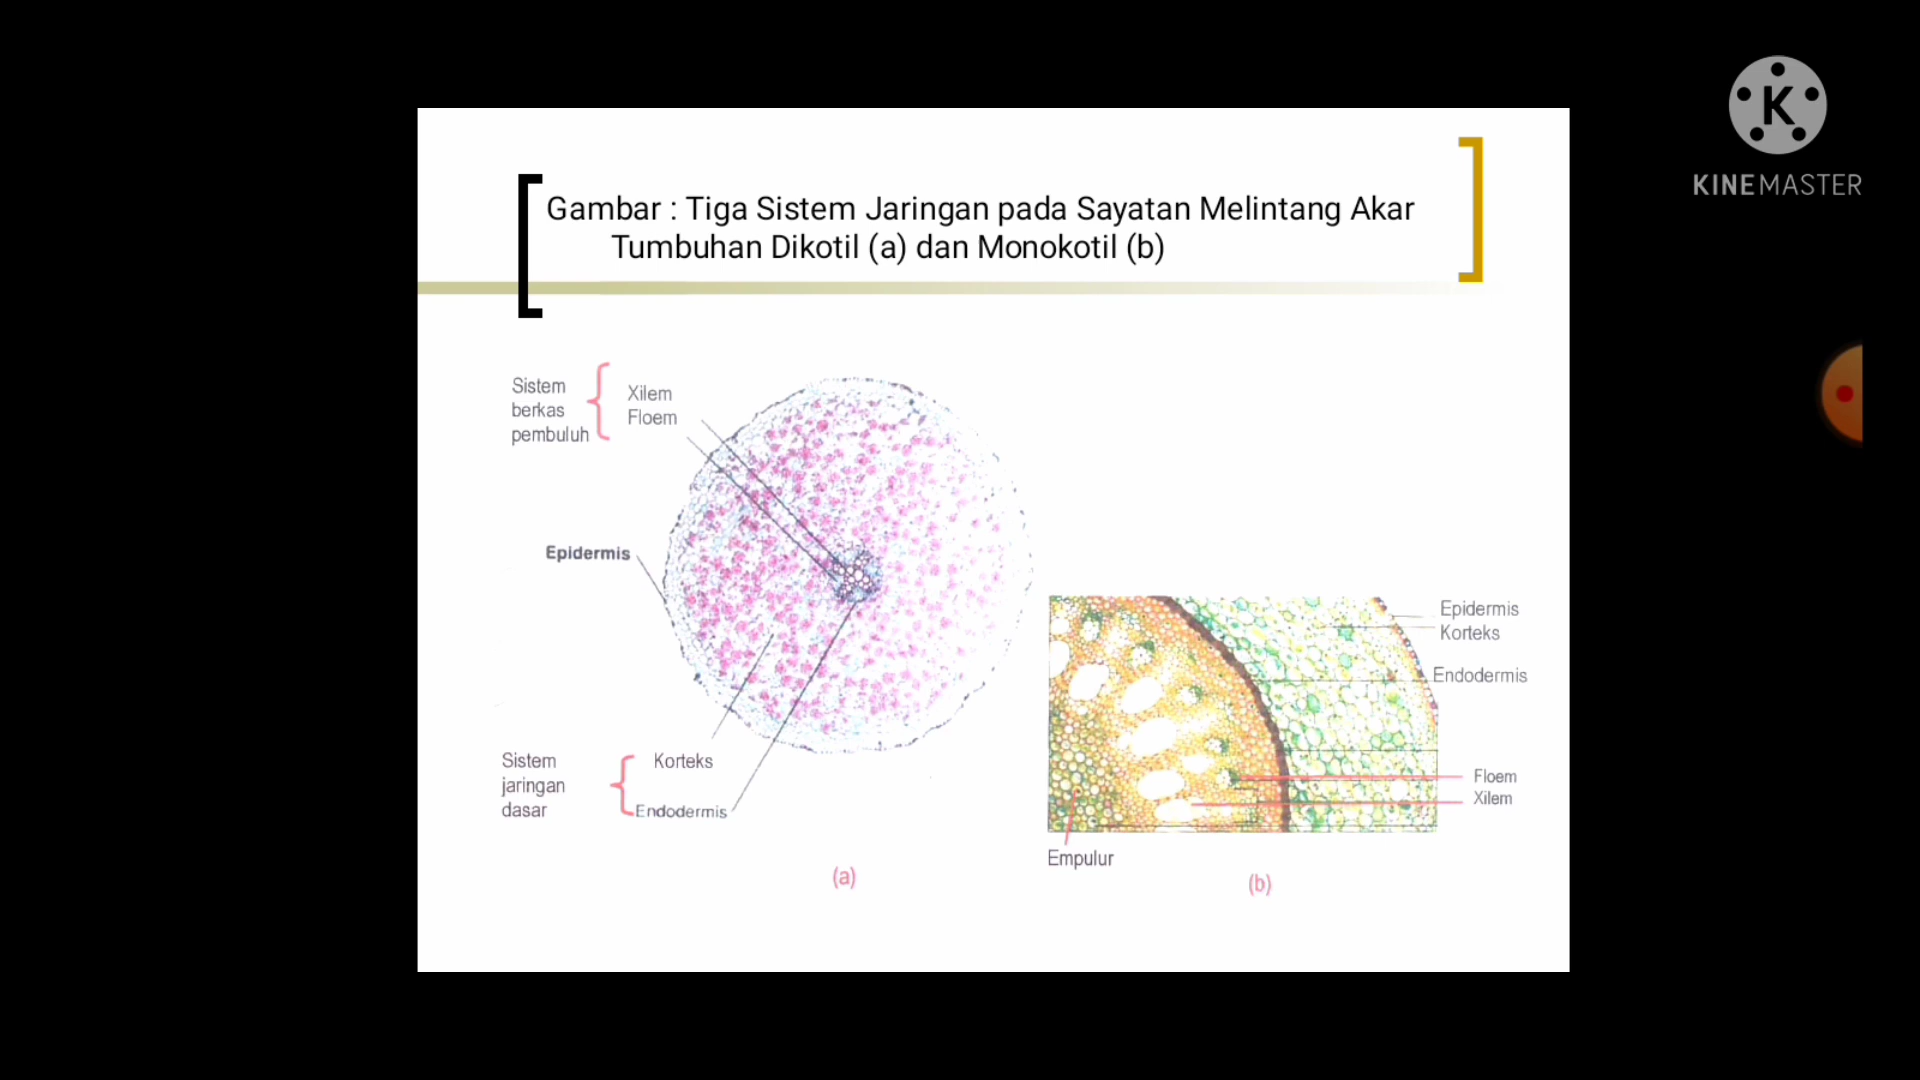 K
KINEMASTER
Gambar : Tiga Sistem Jaringan pada Sayatan Melintang Akar
Tumbuhan Dikotil (a) dan Monokotil (b)
Sistem
berkas
pembuluh
Xilem
Floem
Epidermis
Sistem
jaringan
dasar
Korteks
Endodermis
(a)
Epidermis
Korteks
Endodermis
Floem
Xilem
Empulur
(b)